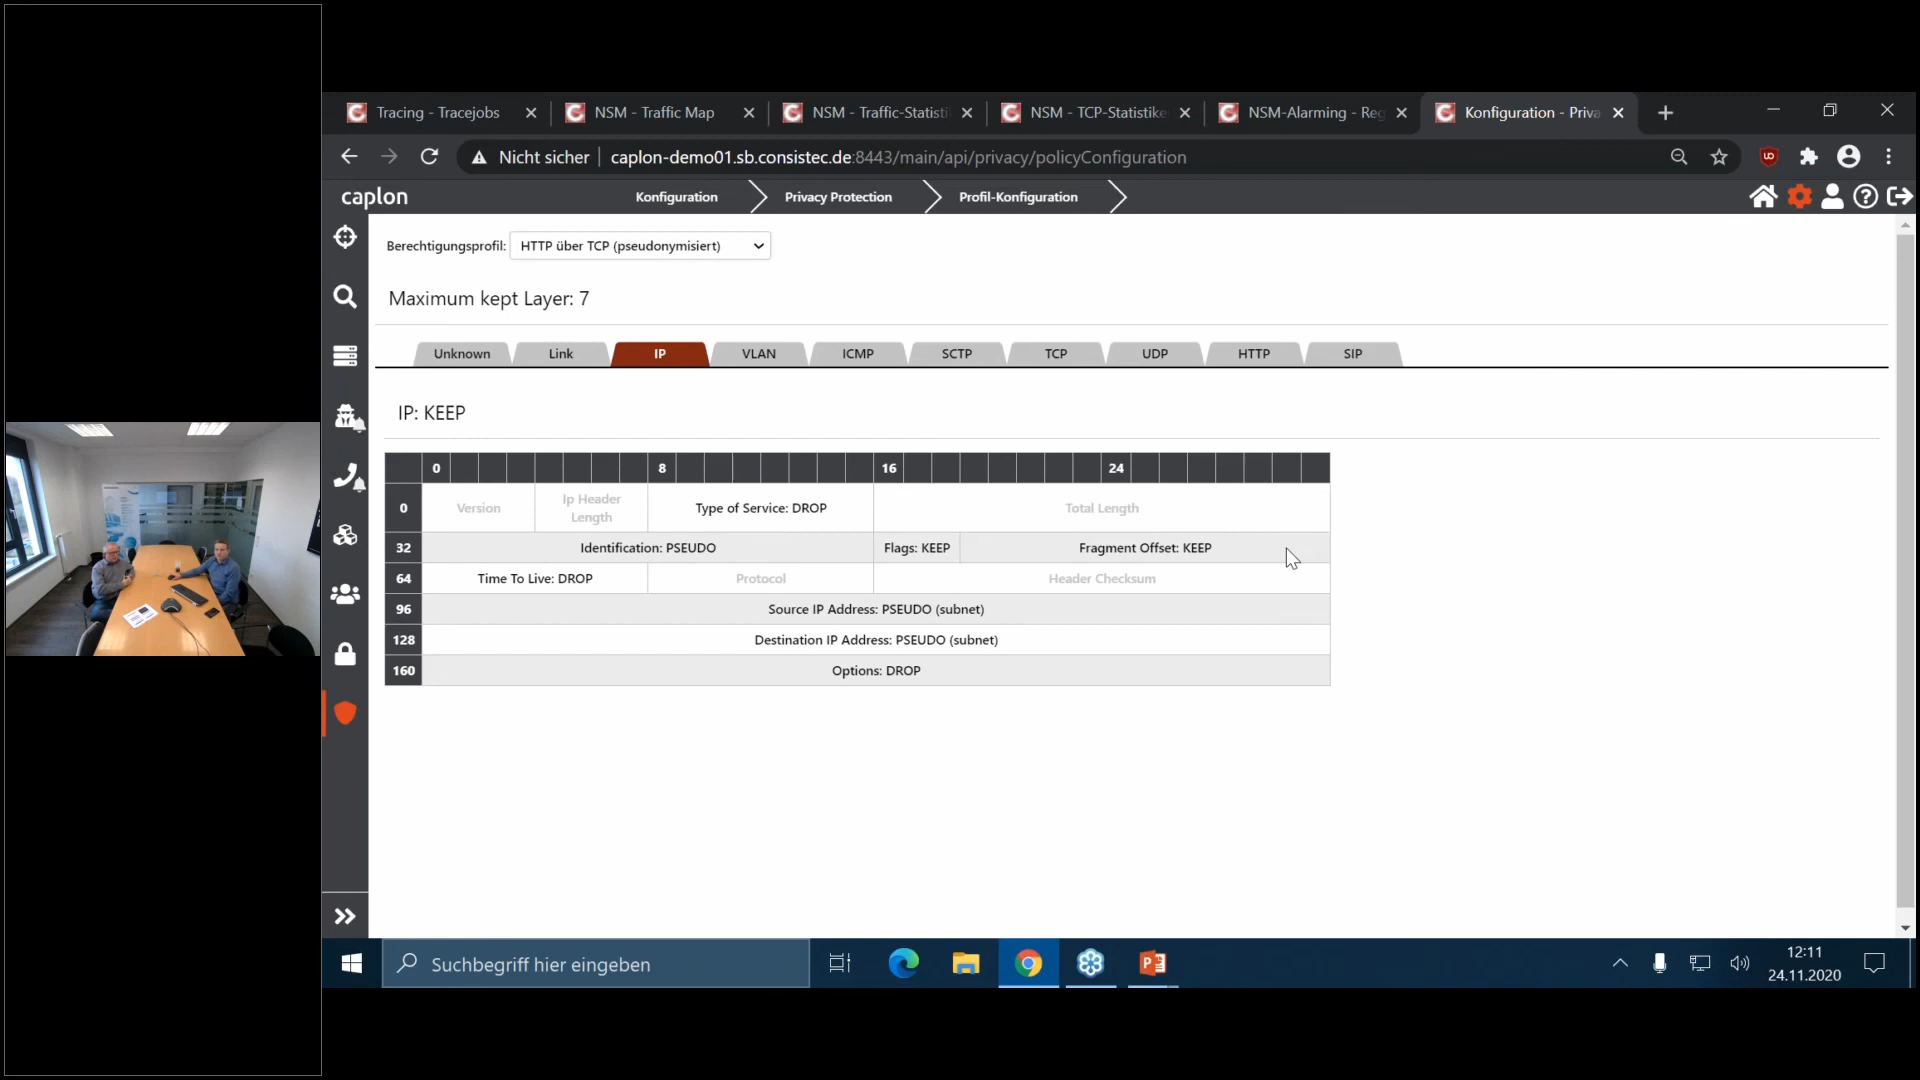 Tracing - Tracejobs
NSM - Traffic Map
NSM - Traffic-Statisti
NSM - TCP-Statistike
NSM-Alarming - Reg
Konfiguration - Priva
Nicht sicher
caplon-demo01.sb.consistec.de:8443/main/api/privacy/policyConfiguration
caplon
Konfiguration
Privacy Protection
Profil-Konfiguration
Berechtigungsprofil:
HTTP über TCP (pseudonymisiert)
Maximum kept Layer: 7
Unknown
Link
IP
VLAN
ICMP
SCTP
TCP
UDP
HTTP
SIP
IP: KEEP
0
8
16
24
0
Version
Ip Header
Length
Type of Service: DROP
Total Length
32
Identification: PSEUDO
Flags: KEEP
Fragment Offset: KEEP
64
Time To Live: DROP
Protocol
Header Checksum
96
Source IP Address: PSEUDO (subnet)
128
Destination IP Address: PSEUDO (subnet)
160
Options: DROP
Suchbegriff hier eingeben
12:11
24.11.2020